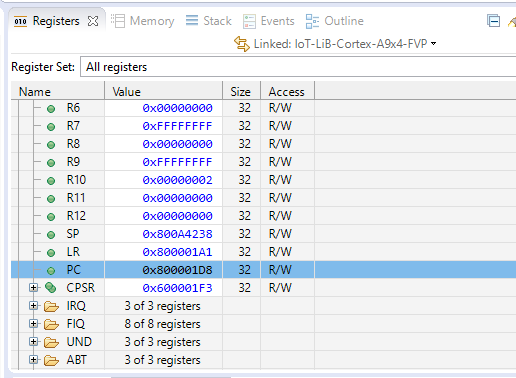 Registers Memory Stack Events Outline
Linked: IoT-LiB-Cortex-A9x4-FVP
Register Set: All registers
Name Value Size Access
R6 0x00000000 32 R/W
R7 0xFFFFFFFF 32 R/W
R8 0x00000000 32 R/W
R9 0xFFFFFFFF 32 R/W
R10 0x00000002 32 R/W
R11 0x00000000 32 R/W
R12 0x00000000 32 R/W
SP 0x800A4238 32 R/W
LR 0x800001A1 32 R/W
PC 0x800001D8 32 R/W
CPSR 0x600001F3 32 R/W
IRQ 3 of 3 registers
FIQ 8 of 8 registers
UND 3 of 3 registers
ABT 3 of 3 registers